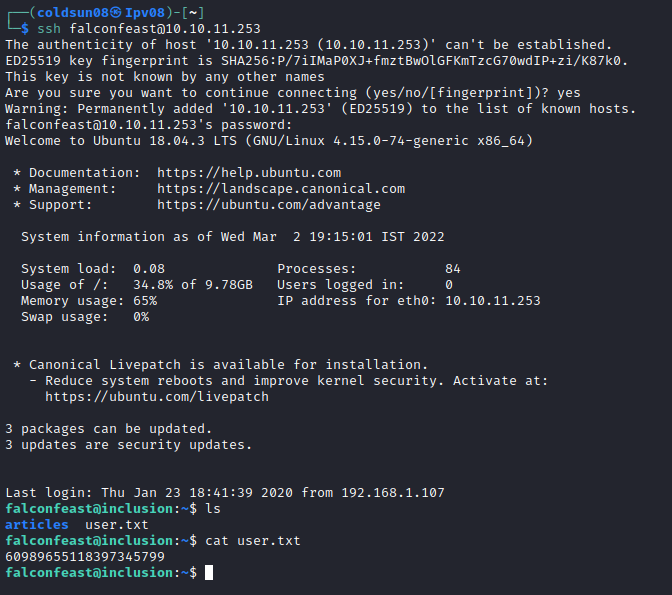 ┌──(coldsun08㉿Ipv08)-[~]
└─$ ssh falconfeast@10.10.11.253
The authenticity of host '10.10.11.253 (10.10.11.253)' can't be established.
ED25519 key fingerprint is SHA256:P/7iIMaP0XJ+fmztBwOlGFKmTzcG70wdIP+zi/K87k0.
This key is not known by any other names
Are you sure you want to continue connecting (yes/no/[fingerprint])? yes
Warning: Permanently added '10.10.11.253' (ED25519) to the list of known hosts.
falconfeast@10.10.11.253's password:
Welcome to Ubuntu 18.04.3 LTS (GNU/Linux 4.15.0-74-generic x86_64)

 * Documentation:  https://help.ubuntu.com
 * Management:     https://landscape.canonical.com
 * Support:        https://ubuntu.com/advantage

  System information as of Wed Mar  2 19:15:01 IST 2022

  System load:  0.08              Processes:           84
  Usage of /:   34.8% of 9.78GB   Users logged in:     0
  Memory usage: 65%               IP address for eth0: 10.10.11.253
  Swap usage:   0%

 * Canonical Livepatch is available for installation.
   - Reduce system reboots and improve kernel security. Activate at:
     https://ubuntu.com/livepatch

3 packages can be updated.
3 updates are security updates.

Last login: Thu Jan 23 18:41:39 2020 from 192.168.1.107
falconfeast@inclusion:~$ ls
articles  user.txt
falconfeast@inclusion:~$ cat user.txt
60989655118397345799
falconfeast@inclusion:~$